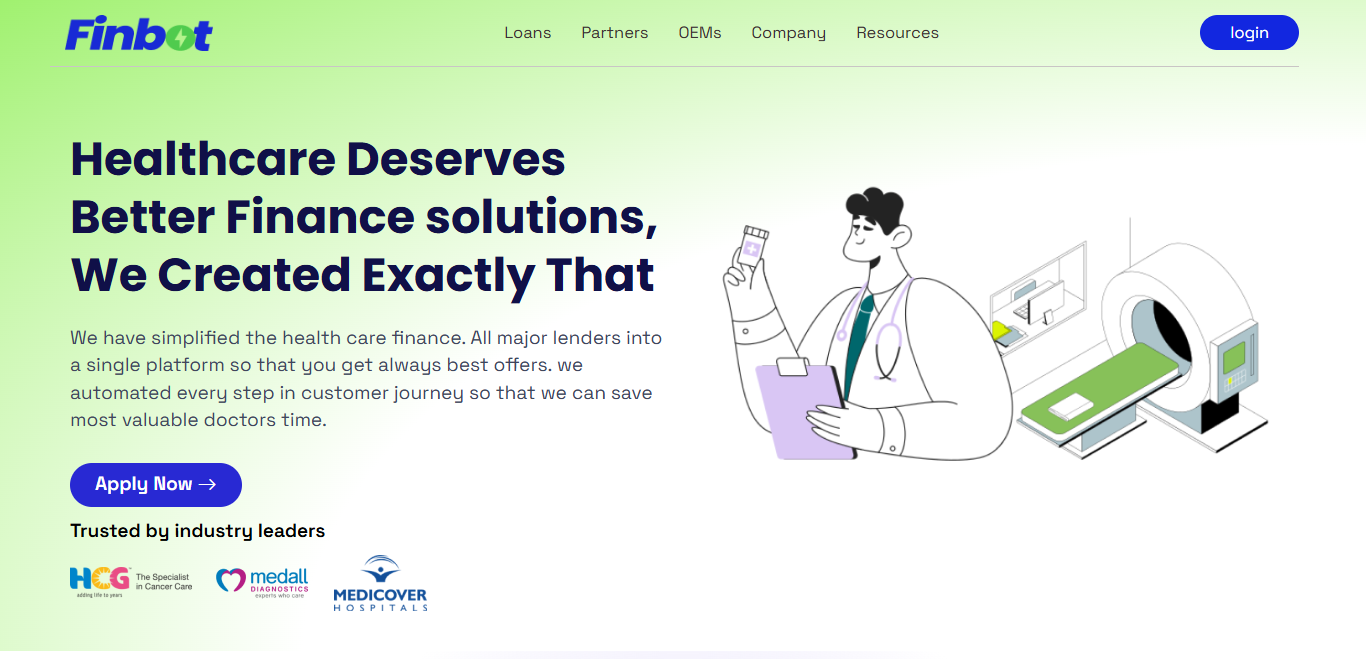 Finbot
Loans Partners OEMs Company Resources
login
Healthcare Deserves
Better Finance solutions,
We Created Exactly That
We have simplified the health care finance. All major lenders into
a single platform so that you get always best offers. we
automated every step in customer journey so that we can save
most valuable doctors time.
Apply Now →
Trusted by industry leaders
HCG
adding life to years
The Specialist
in Cancer Care
medall
DIAGNOSTICS
experts who care
MEDICOVER
HOSPITALS